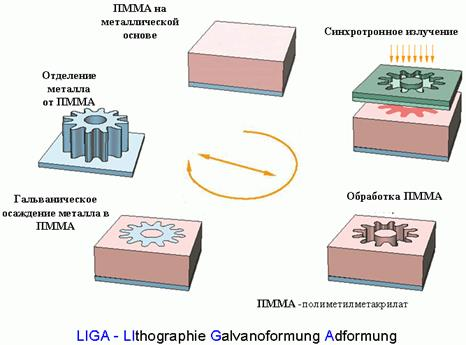 ПММА на
металлической
основе
Синхротронное излучение
Отделение
металла
от ПММА
Гальваническое
осаждение металла в
ПММА
Обработка ПММА
ПММА -полиметилметакрилат
LIGA - LIthographie Galvanoformung Adformung